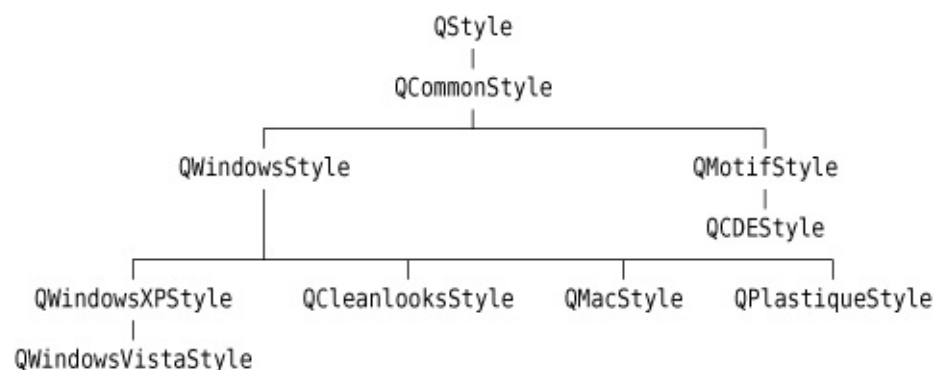 QStyle
QCommonStyle
QWindowsStyle QMotifStyle
QCDEStyle
QWindowsXPStyle QCleanlooksStyle QMacStyle QPlastiqueStyle
QWindowsVistaStyle